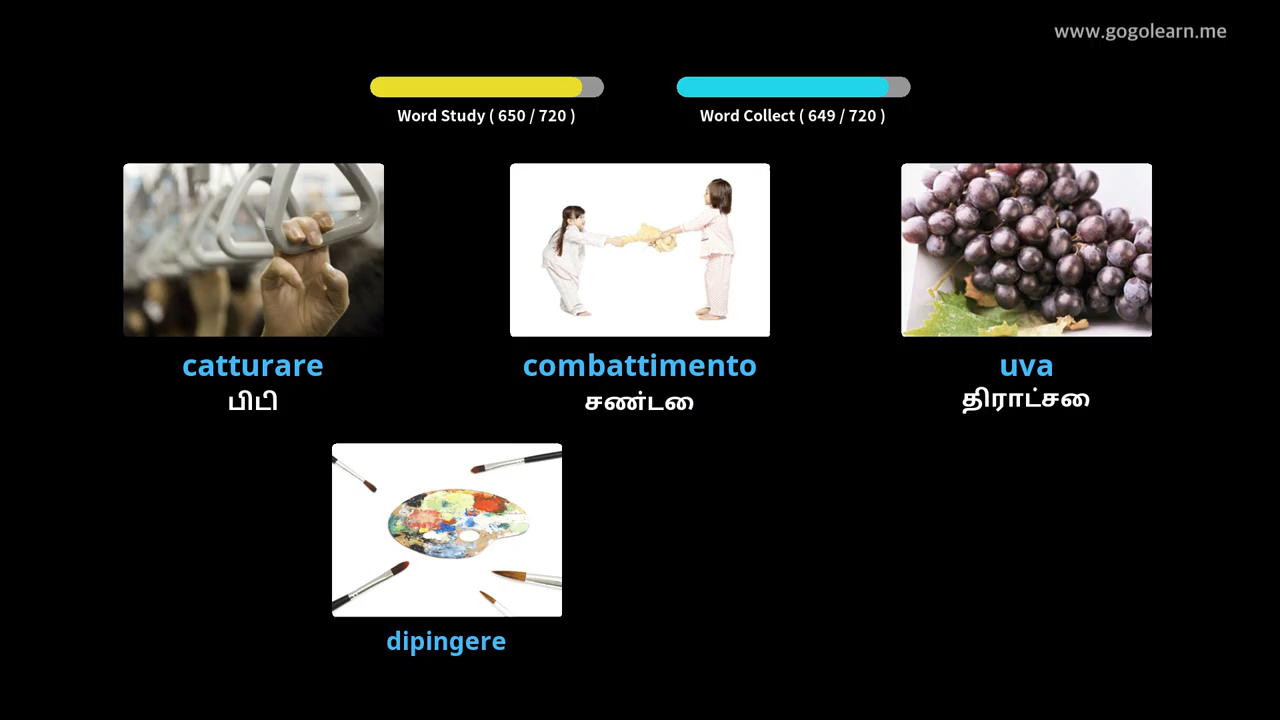 www.gogolearn.me
Word Study ( 650 / 720 )
Word Collect ( 649 / 720 )
catturare
combattimento
uva
பிபி
சண்டை
திராட்சை
dipingere